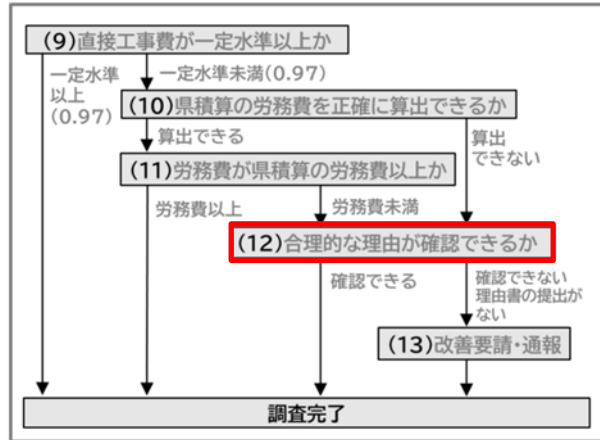 (9)直接工事費が一定水準以上か
一定水準
以上
(0.97)
一定水準未満(0.97)
(10)県積算の労務費を正確に算出できるか
算出できる
算出
できない
(11)労務費が県積算の労務費以上か
労務費以上
労務費未満
(12)合理的な理由が確認できるか
確認できる
確認できない
理由書の提出が
ない
(13)改善要請・通報
調査完了